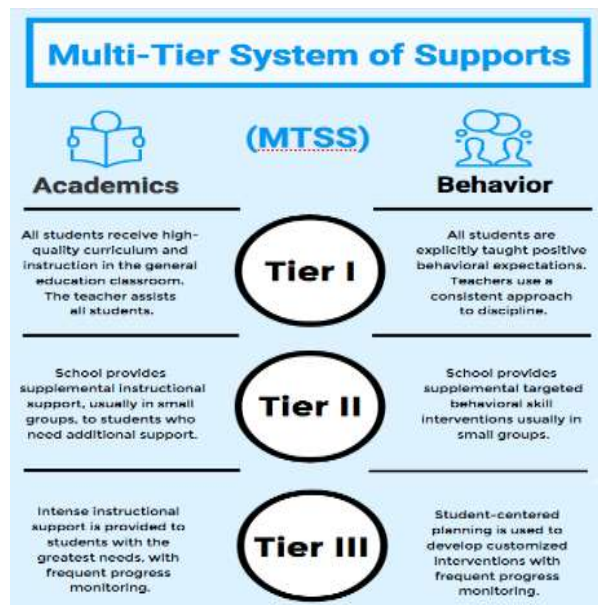 Multi-Tier System of Supports
(MTSS)
Academics
Behavior
All students receive high-
quality curriculum and
instruction in the general
education classroom.
The teacher assists
all students.
Tier I
All students are
explicitly taught positive
behavioral expectations.
Teachers use a
consistent approach
to discipline.
School provides
supplemental instructional
support, usually in small
groups, to students who
need additional support.
Tier II
School provides
supplemental targeted
behavioral skill
interventions usually in
small groups.
Intense instructional
support is provided to
students with the
greatest needs, with
frequent progress
monitoring.
Tier III
Student-centered
planning is used to
develop customized
interventions with
frequent progress
monitoring.